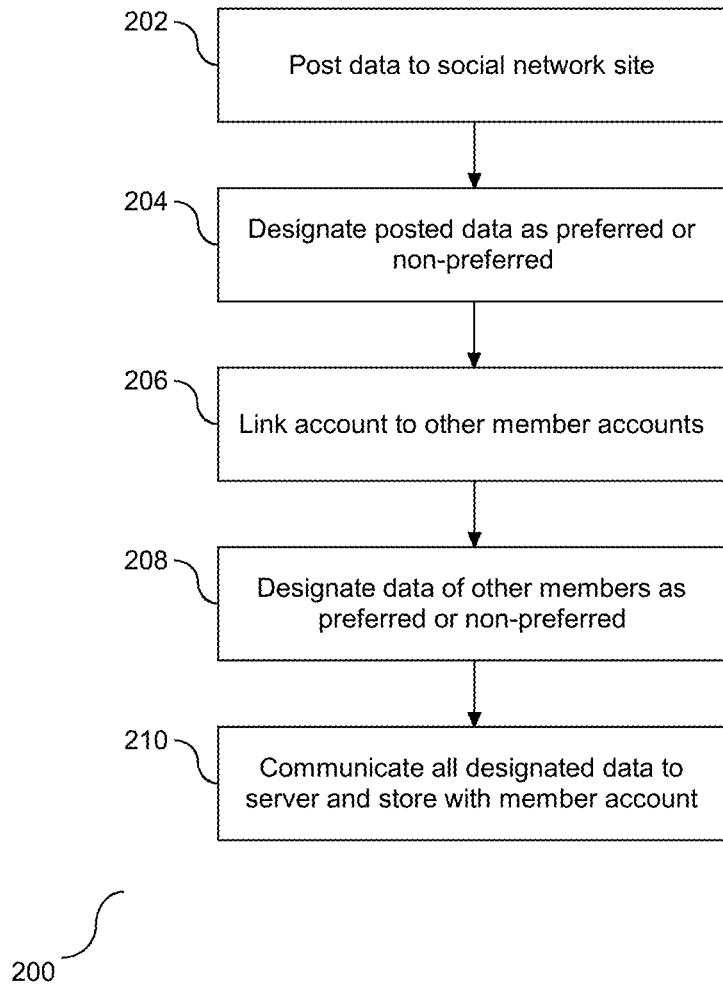 202
Post data to social network site
204
Designate posted data as preferred or
non-preferred
206
Link account to other member accounts
208
Designate data of other members as
preferred or non-preferred
210
Communicate all designated data to
server and store with member account
200